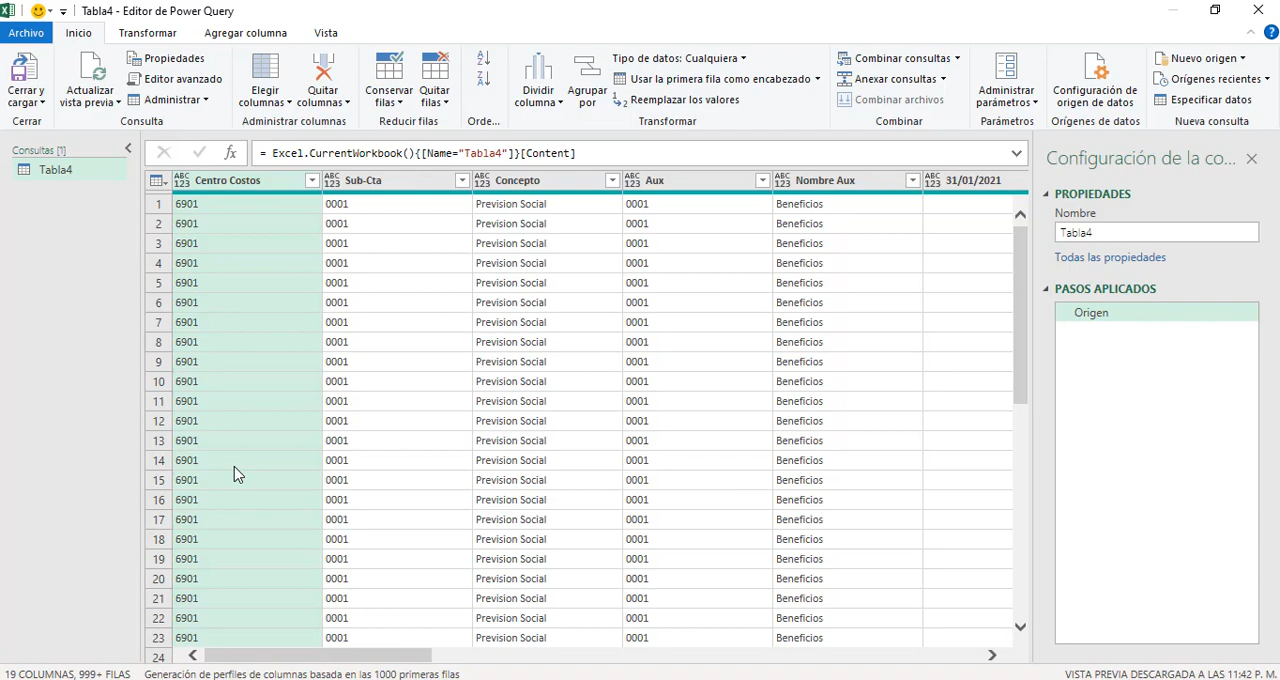 Tabla4 - Editor de Power Query
Archivo Inicio Transformar Agregar columna Vista
Cerrar y cargar
Cerrar
Actualizar vista previa
Propiedades
Editor avanzado
Administrar
Consulta
Elegir columnas
Quitar columnas
Administrar columnas
Conservar filas
Quitar filas
Reducir filas
Orde...
Dividir columna
Agrupar por
Tipo de datos: Cualquiera
Usar la primera fila como encabezado
Reemplazar los valores
Transformar
Combinar consultas
Anexar consultas
Combinar archivos
Combinar
Administrar parámetros
Parámetros
Configuración de origen de datos
Orígenes de datos
Nuevo origen
Orígenes recientes
Especificar datos
Nueva consulta
Consultas [1]
Tabla4
fx = Excel.CurrentWorkbook(){[Name="Tabla4"]}[Content]
ABC 123 Centro Costos ABC 123 Sub-Cta ABC 123 Concepto ABC 123 Aux ABC 123 Nombre Aux ABC 123 31/01/2021
1 6901 0001 Prevision Social 0001 Beneficios
2 6901 0001 Prevision Social 0001 Beneficios
3 6901 0001 Prevision Social 0001 Beneficios
4 6901 0001 Prevision Social 0001 Beneficios
5 6901 0001 Prevision Social 0001 Beneficios
6 6901 0001 Prevision Social 0001 Beneficios
7 6901 0001 Prevision Social 0001 Beneficios
8 6901 0001 Prevision Social 0001 Beneficios
9 6901 0001 Prevision Social 0001 Beneficios
10 6901 0001 Prevision Social 0001 Beneficios
11 6901 0001 Prevision Social 0001 Beneficios
12 6901 0001 Prevision Social 0001 Beneficios
13 6901 0001 Prevision Social 0001 Beneficios
14 6901 0001 Prevision Social 0001 Beneficios
15 6901 0001 Prevision Social 0001 Beneficios
16 6901 0001 Prevision Social 0001 Beneficios
17 6901 0001 Prevision Social 0001 Beneficios
18 6901 0001 Prevision Social 0001 Beneficios
19 6901 0001 Prevision Social 0001 Beneficios
20 6901 0001 Prevision Social 0001 Beneficios
21 6901 0001 Prevision Social 0001 Beneficios
22 6901 0001 Prevision Social 0001 Beneficios
23 6901 0001 Prevision Social 0001 Beneficios
24
Configuración de la co...
PROPIEDADES
Nombre
Tabla4
Todas las propiedades
PASOS APLICADOS
Origen
19 COLUMNAS, 999+ FILAS Generación de perfiles de columnas basada en las 1000 primeras filas VISTA PREVIA DESCARGADA A LAS 11:42 P. M.